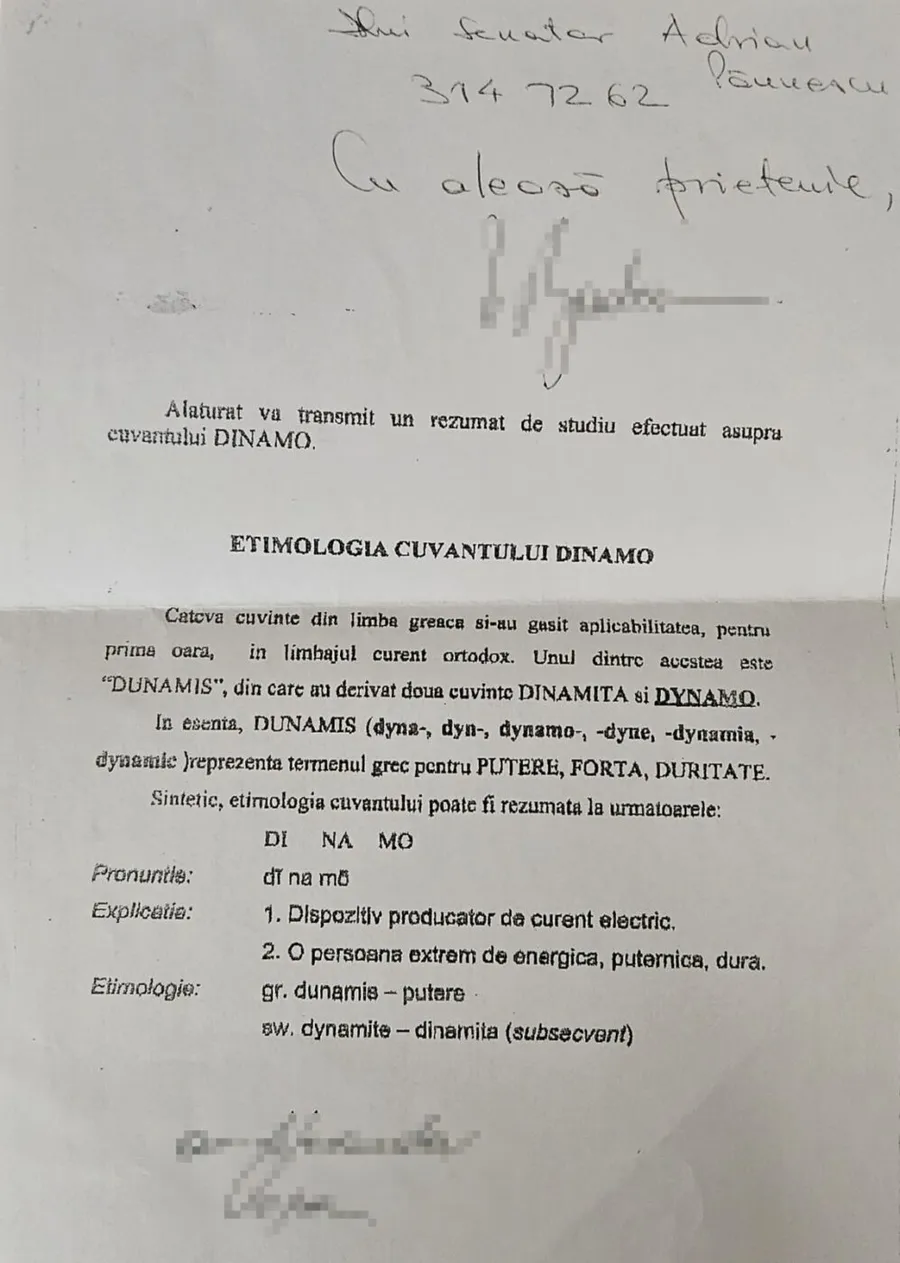 Dlui Senator Adrian
Păunescu
314 72 62
Cu aleasă prietenie,
Alaturat va transmit un rezumat de studiu efectuat asupra
cuvantului DINAMO.
ETIMOLOGIA CUVANTULUI DINAMO
Cateva cuvinte din limba greaca si-au gasit aplicabilitatea, pentru
prima oara, in limbajul curent ortodox. Unul dintre acestea este
“DUNAMIS”, din care au derivat doua cuvinte DINAMITA si DYNAMO.
In esenta, DUNAMIS (dyna-, dyn-, dynamo-, -dyne, -dynamia, -
dynamic )reprezenta termenul grec pentru PUTERE, FORTA, DURITATE.
Sintetic, etimologia cuvantului poate fi rezumata la urmatoarele:
DI NA MO
Pronuntie: dī na mō
Explicatie: 1. Dispozitiv producator de curent electric.
2. O persoana extrem de energica, puternica, dura.
Etimologie: gr. dunamis – putere
sw. dynamite – dinamita (subsecvent)